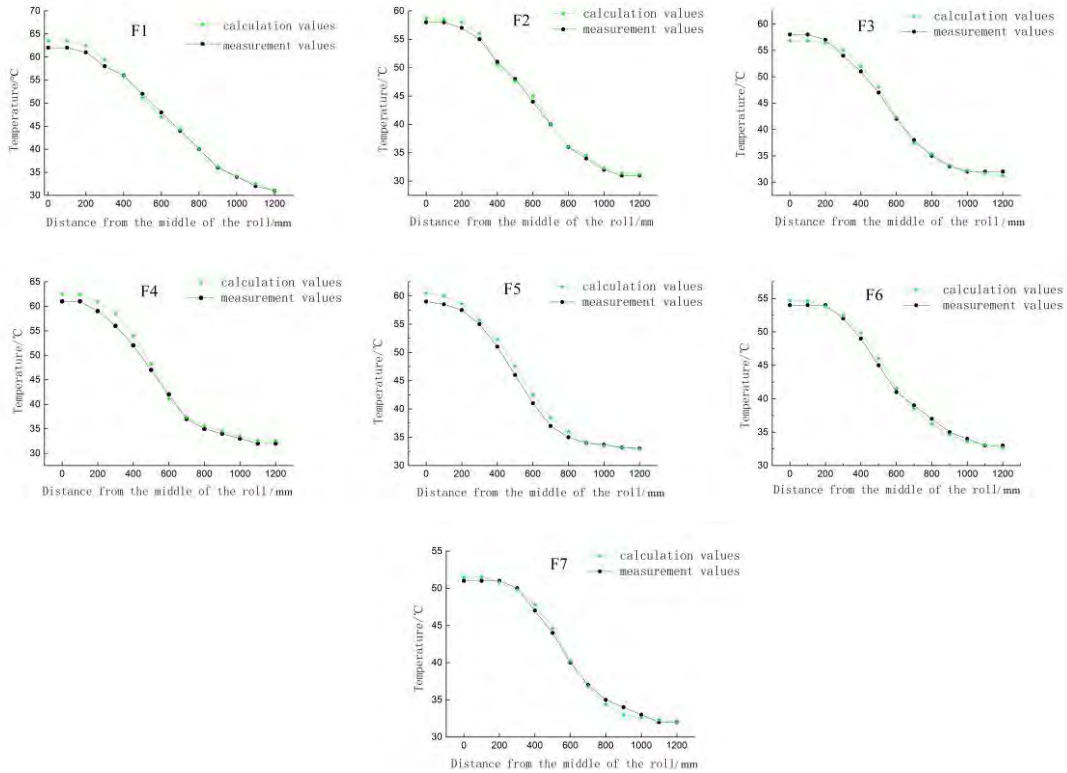 F1
calculation values
measurement values
Temperature/℃
70
65
60
55
50
45
40
35
30
0 200 400 600 800 1000 1200
Distance from the middle of the roll/mm
F2
calculation values
measurement values
Temperature/℃
60
55
50
45
40
35
30
0 200 400 600 800 1000 1200
Distance from the middle of the roll/mm
F3
calculation values
measurement values
Temperature/℃
60
55
50
45
40
35
30
0 200 400 600 800 1000 1200
Distance from the middle of the roll/mm
F4
calculation values
measurement values
Temperature/℃
65
60
55
50
45
40
35
30
0 200 400 600 800 1000 1200
Distance from the middle of the roll/mm
F5
calculation values
measurement values
Temperature/℃
60
55
50
45
40
35
30
0 200 400 600 800 1000 1200
Distance from the middle of the roll/mm
F6
calculation values
measurement values
Temperature/℃
55
50
45
40
35
30
0 200 400 600 800 1000 1200
Distance from the middle of the roll/mm
F7
calculation values
measurement values
Temperature/℃
55
50
45
40
35
30
0 200 400 600 800 1000 1200
Distance from the middle of the roll/mm